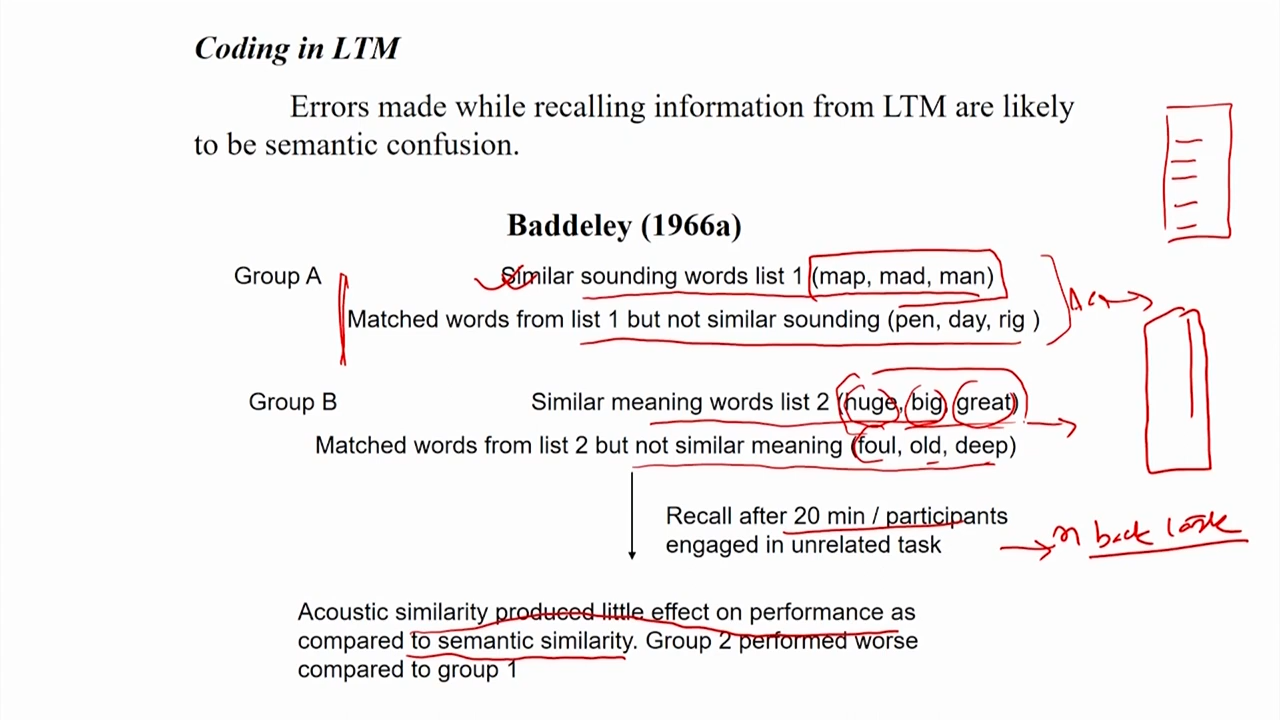 Coding in LTM
Errors made while recalling information from LTM are likely
to be semantic confusion.
Baddeley (1966a)
Group A Similar sounding words list 1 (map, mad, man)
Matched words from list 1 but not similar sounding (pen, day, rig )
Group B Similar meaning words list 2 (huge, big, great)
Matched words from list 2 but not similar meaning (foul, old, deep)
Recall after 20 min / participants
engaged in unrelated task
n back task
Acoustic similarity produced little effect on performance as
compared to semantic similarity. Group 2 performed worse
compared to group 1